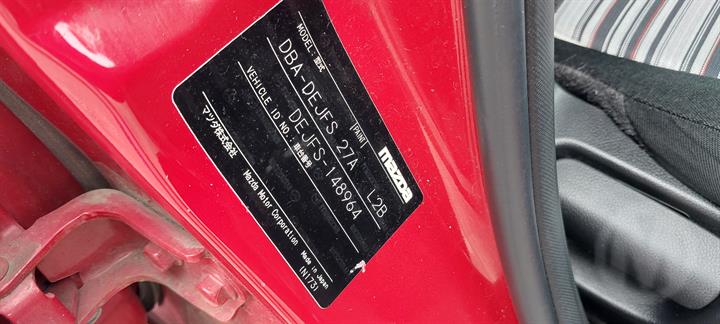 mazda
MODEL:型式 PAINT
DBA-DEJFS 27A L2B
VEHICLE ID NO.:車台番号
DEJFS-148964
マツダ株式会社
Mazda Motor Corporation Made in Japan
(N173)